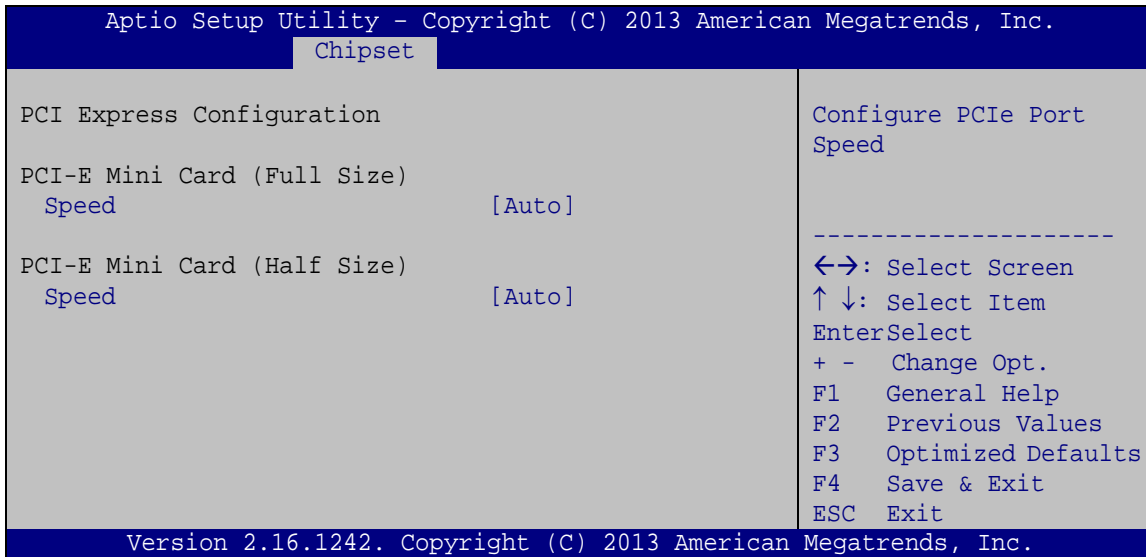 Aptio Setup Utility – Copyright (C) 2013 American Megatrends, Inc.
Chipset
PCI Express Configuration
PCI-E Mini Card (Full Size)
Speed [Auto]
PCI-E Mini Card (Half Size)
Speed [Auto]
Configure PCIe Port
Speed
---------------------
←→: Select Screen
↑ ↓: Select Item
EnterSelect
+ - Change Opt.
F1 General Help
F2 Previous Values
F3 Optimized Defaults
F4 Save & Exit
ESC Exit
Version 2.16.1242. Copyright (C) 2013 American Megatrends, Inc.